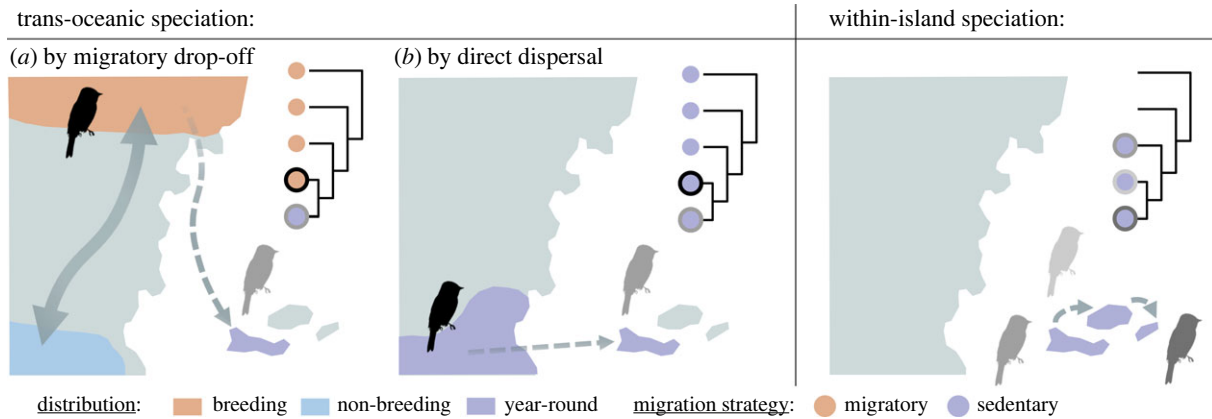 trans-oceanic speciation:
within-island speciation:
(a) by migratory drop-off
(b) by direct dispersal
distribution: breeding non-breeding year-round migration strategy: migratory sedentary